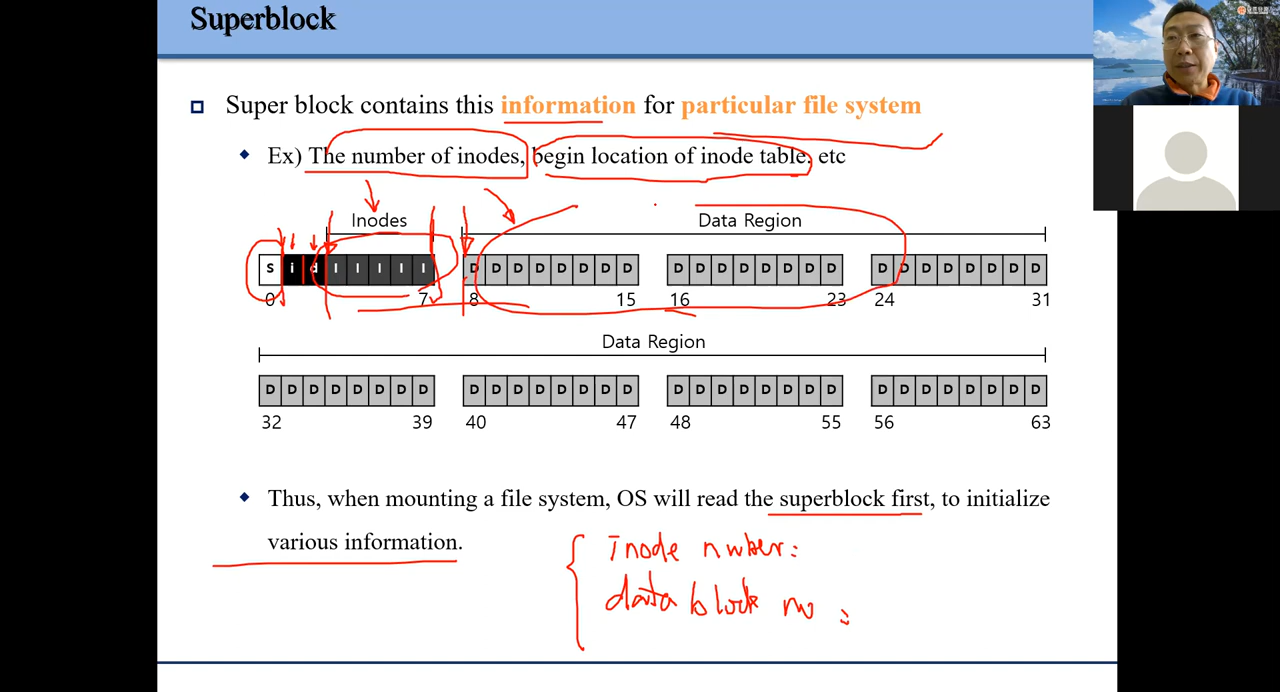 Superblock
Super block contains this information for particular file system
Ex) The number of inodes, begin location of inode table, etc
Inodes Data Region
S i d I I I I I D D D D D D D D D D D D D D D D D D D D D D D D
0 7 8 15 16 23 24 31
Data Region
D D D D D D D D D D D D D D D D D D D D D D D D D D D D D D D D
32 39 40 47 48 55 56 63
Thus, when mounting a file system, OS will read the superblock first, to initialize
various information.
inode number:
data block no :